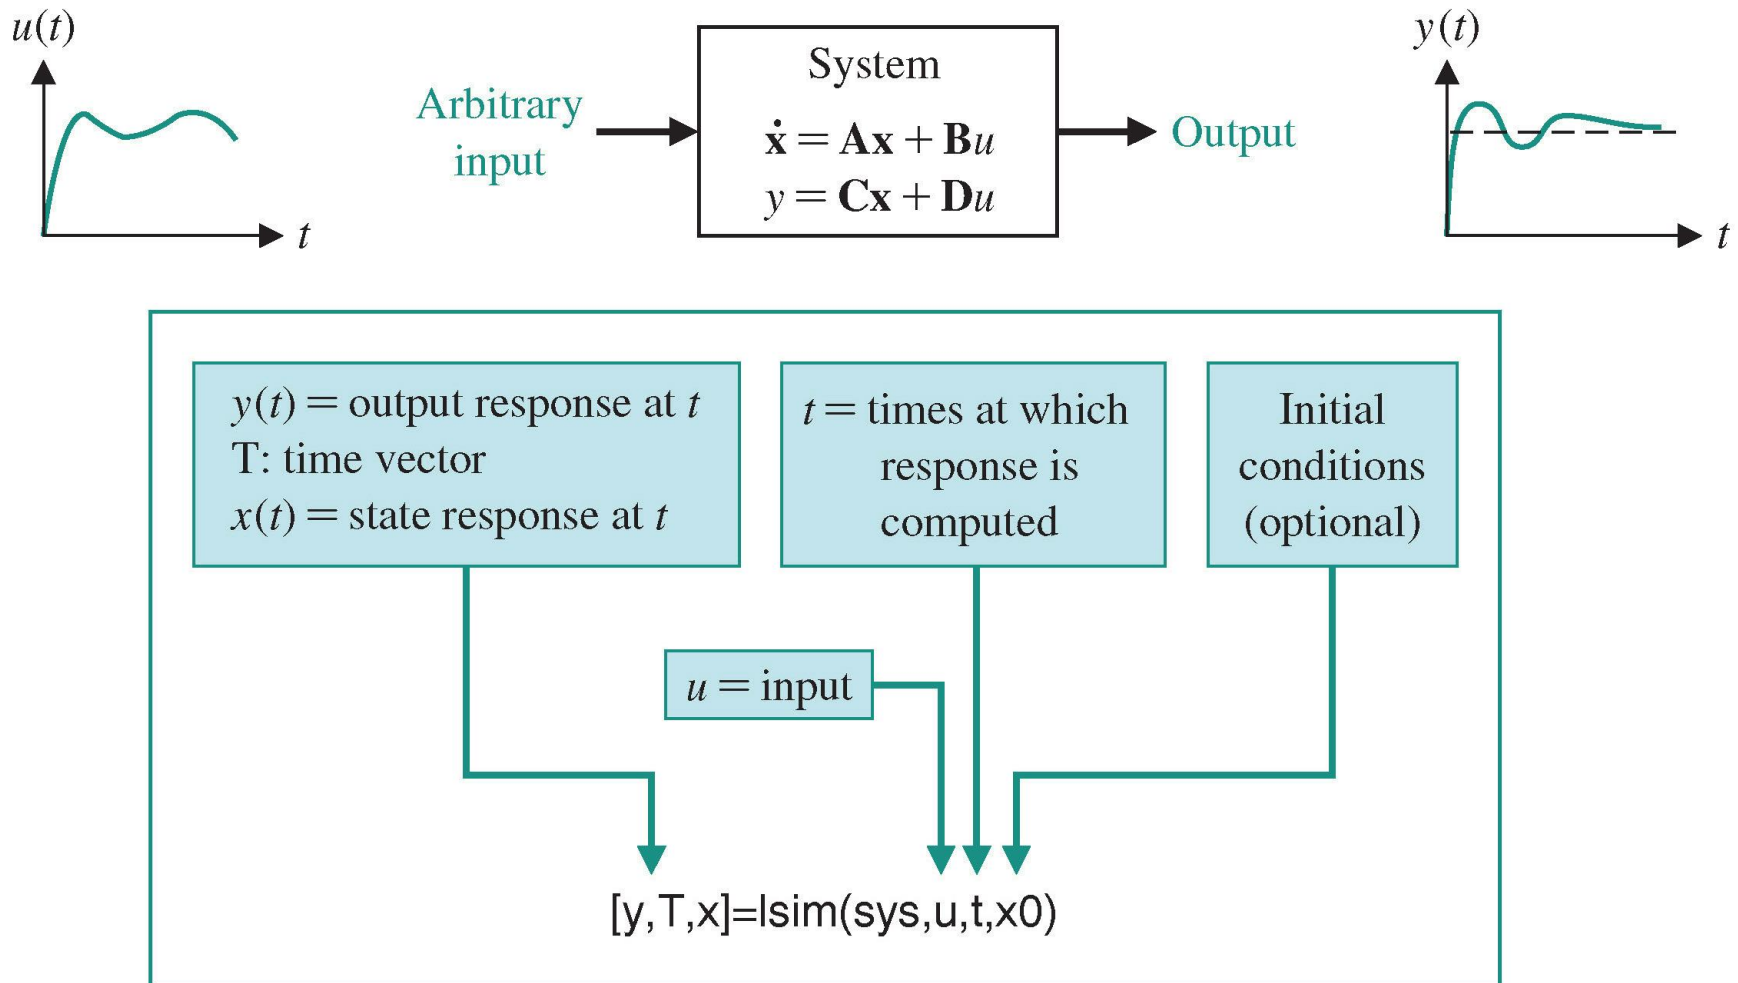 u(t)
t
Arbitrary
input
System
ẋ = Ax + Bu
y = Cx + Du
Output
y(t)
t
y(t) = output response at t
T: time vector
x(t) = state response at t
t = times at which
response is
computed
Initial
conditions
(optional)
u = input
[y,T,x]=lsim(sys,u,t,x0)